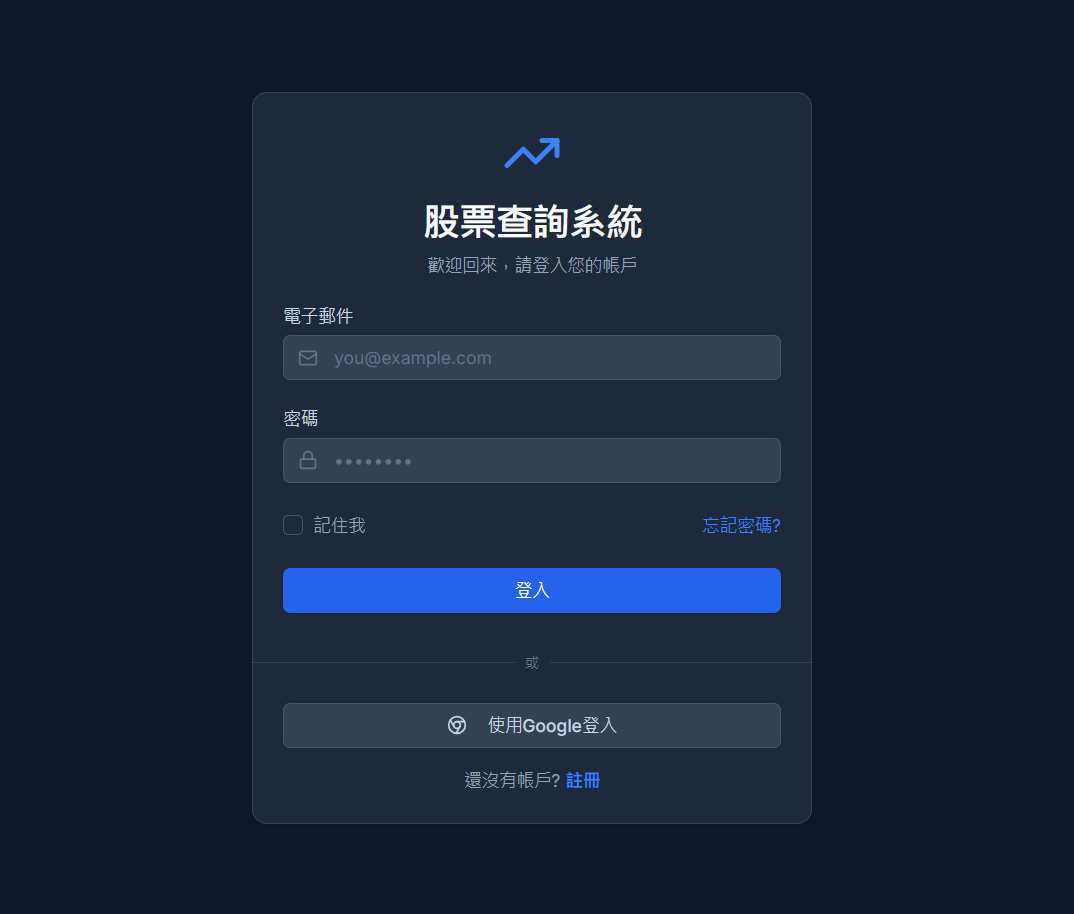 股票查詢系統
歡迎回來，請登入您的帳戶
電子郵件
you@example.com
密碼
••••••••
記住我
忘記密碼?
登入
或
使用Google登入
還沒有帳戶? 註冊